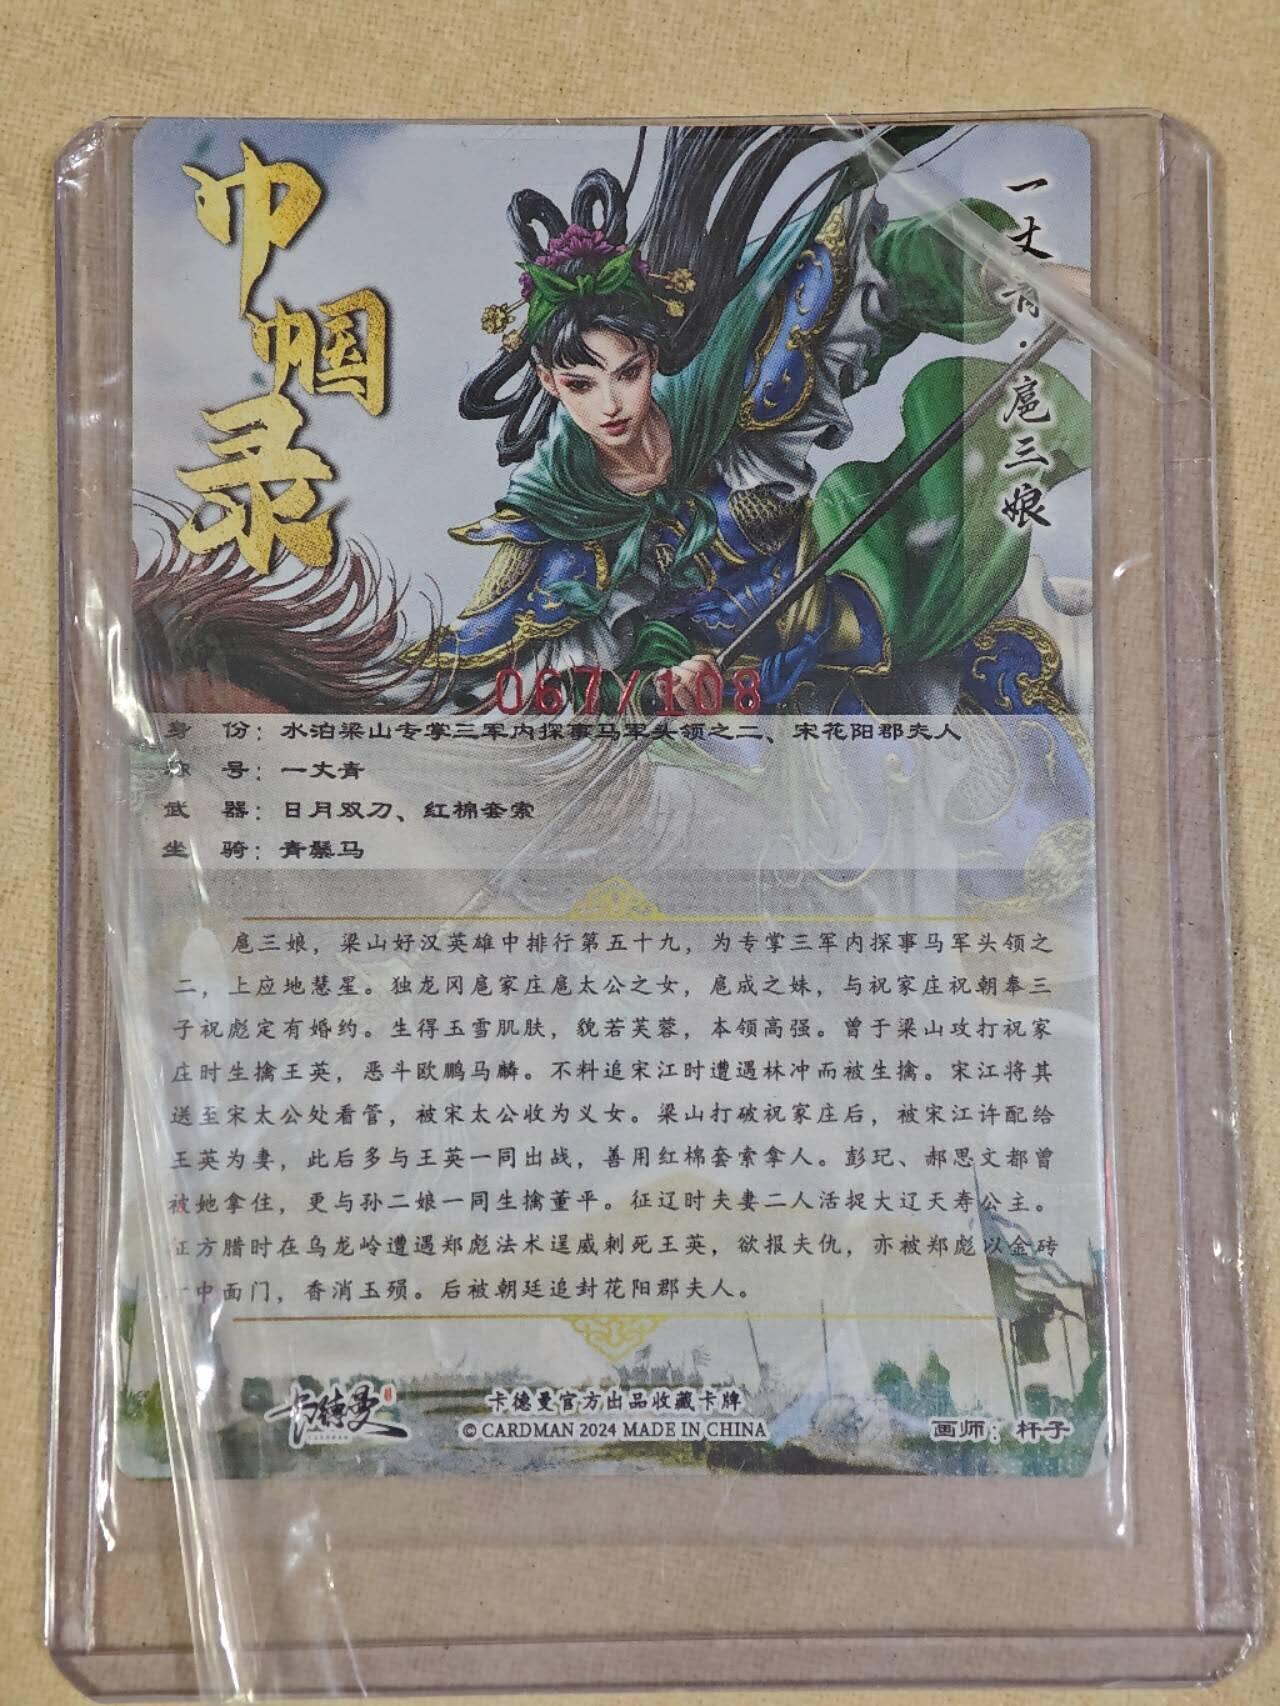 巾帼录
一丈青·扈三娘
067/108
身 份：水泊梁山专掌三军内探事马军头领之二、宋花阳郡夫人
号：一丈青
武 器：日月双刀、红棉套索
坐 骑：青鬃马
扈三娘，梁山好汉英雄中排行第五十九，为专掌三军内探事马军头领之
二，上应地慧星。独龙冈扈家庄扈太公之女，扈成之妹，与祝家庄祝朝奉三
子祝彪定有婚约。生得玉雪肌肤，貌若芙蓉，本领高强。曾于梁山攻打祝家
庄时生擒王英，恶斗欧鹏马麟。不料追宋江时遭遇林冲而被生擒。宋江将其
送至宋太公处看管，被宋太公收为义女。梁山打破祝家庄后，被宋江许配给
王英为妻，此后多与王英一同出战，善用红棉套索拿人。彭玘、郝思文都曾
被她拿住，更与孙二娘一同生擒董平。征辽时夫妻二人活捉大辽天寿公主。
征方腊时在乌龙岭遭遇郑彪法术逞威刺死王英，欲报夫仇，亦被郑彪以金砖
中面门，香消玉殒。后被朝廷追封花阳郡夫人。
卡德曼
卡德曼官方出品收藏卡牌
© CARDMAN 2024 MADE IN CHINA
画师：杆子